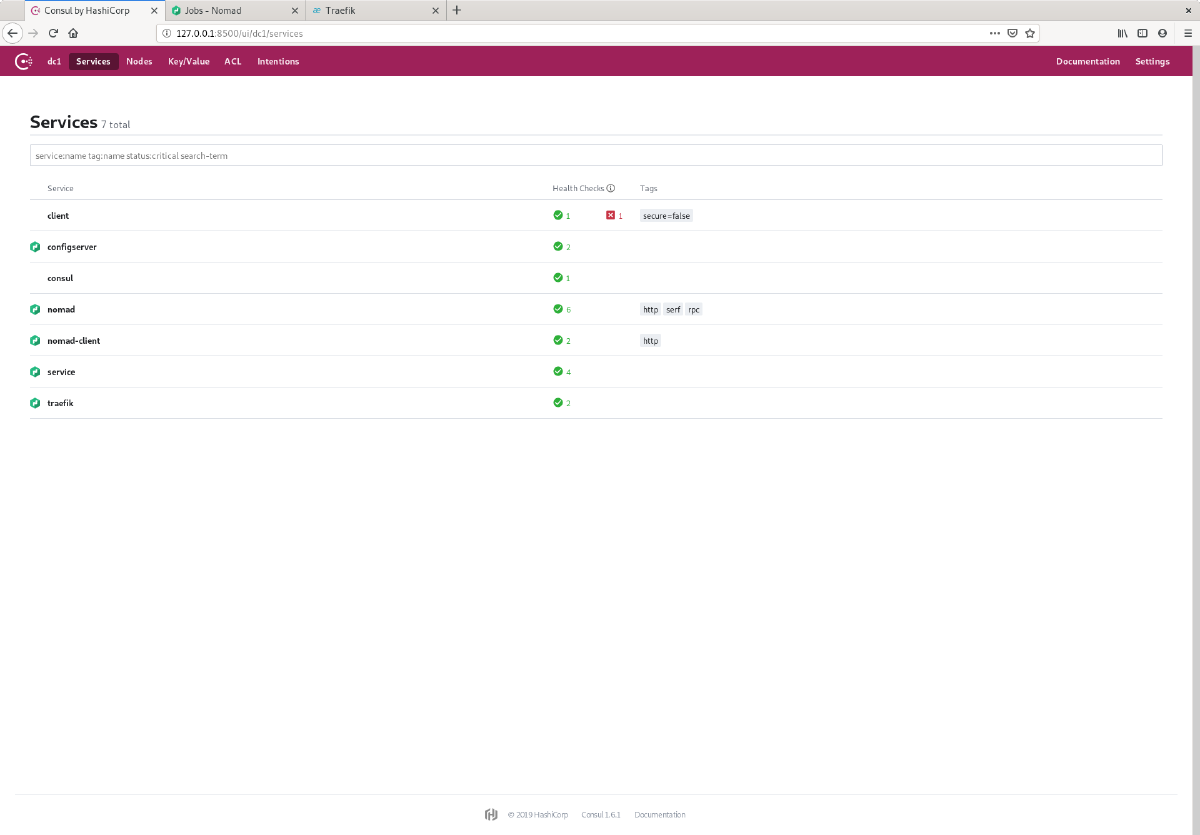 Consul by HashiCorp Jobs - Nomad Traefik
127.0.0.1:8500/ui/dc1/services
dc1 Services Nodes Key/Value ACL Intentions Documentation Settings
Services 7 total
service:name tag:name status:critical search-term
Service Health Checks Tags
client 1 1 secure=false
configserver 2
consul 1
nomad 6 http serf rpc
nomad-client 2 http
service 4
traefik 2
© 2019 HashiCorp Consul 1.6.1 Documentation